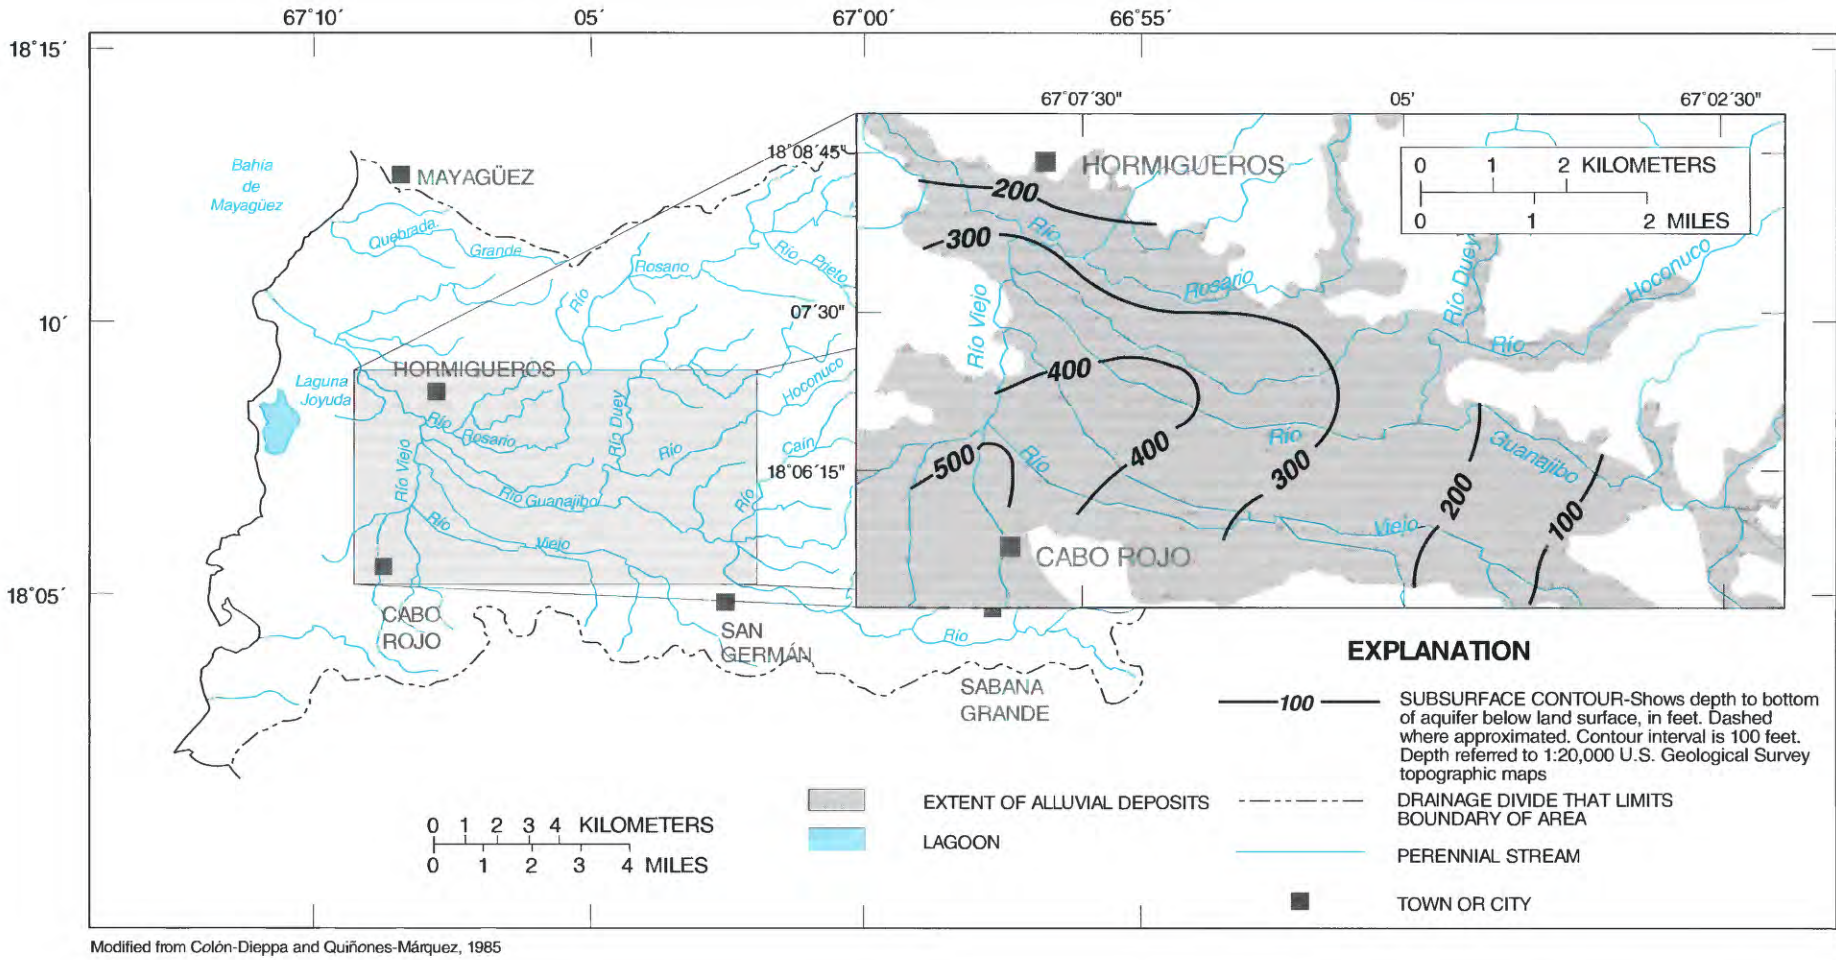 67°10′ 05′ 67°00′ 66°55′
18°15′
67°07′30" 05' 67°02'30"
Bahía
de
Mayagüez
MAYAGÜEZ
18°08′45"
HORMIGUEROS
0 1 2 KILOMETERS
0 1 2 MILES
200
Quebrada
Grande
Río
Rosario
Río
Prieto
Río
300
Rosario
Río Duey
Hoconuco
10′
07′30"
Río Viejo
Río
HORMIGUEROS
Laguna
Joyuda
Hoconuco
400
Río
Rosario
Río Duey
Río
Caín
Río
Guanajibo
400
300
500
Río
18°06′15"
Río Viejo
Río Guanajibo
Río
200
100
Río
Viejo
Viejo
CABO ROJO
18°05′
CABO
ROJO
SAN
GERMÁN
Río
SABANA
GRANDE
EXPLANATION
100
SUBSURFACE CONTOUR-Shows depth to bottom
of aquifer below land surface, in feet. Dashed
where approximated. Contour interval is 100 feet.
Depth referred to 1:20,000 U.S. Geological Survey
topographic maps
EXTENT OF ALLUVIAL DEPOSITS
DRAINAGE DIVIDE THAT LIMITS
BOUNDARY OF AREA
0 1 2 3 4 KILOMETERS
0 1 2 3 4 MILES
LAGOON
PERENNIAL STREAM
TOWN OR CITY
Modified from Colón-Dieppa and Quiñones-Márquez, 1985